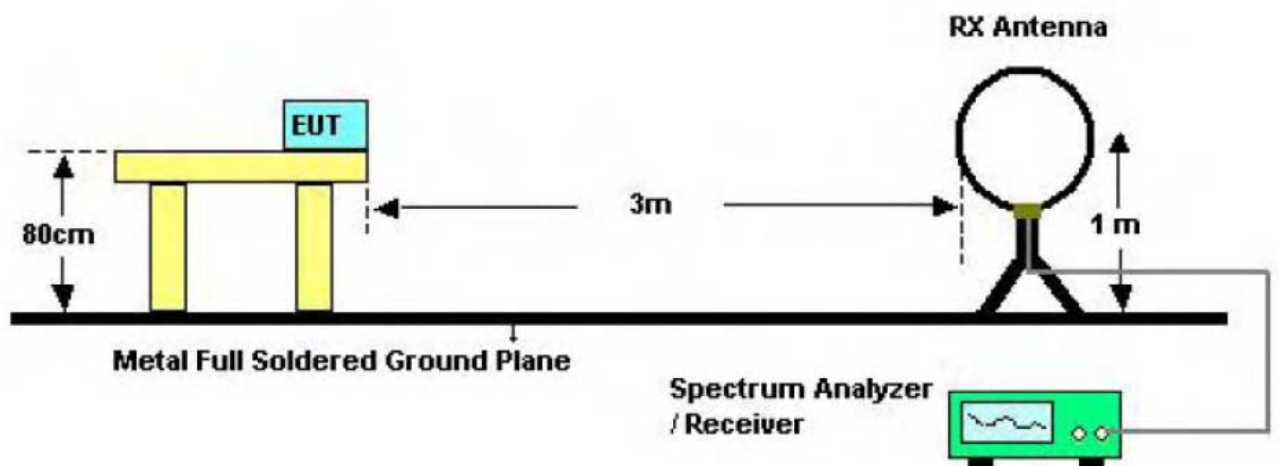 RX Antenna
EUT
80cm
3m
1 m
Metal Full Soldered Ground Plane
Spectrum Analyzer
/ Receiver